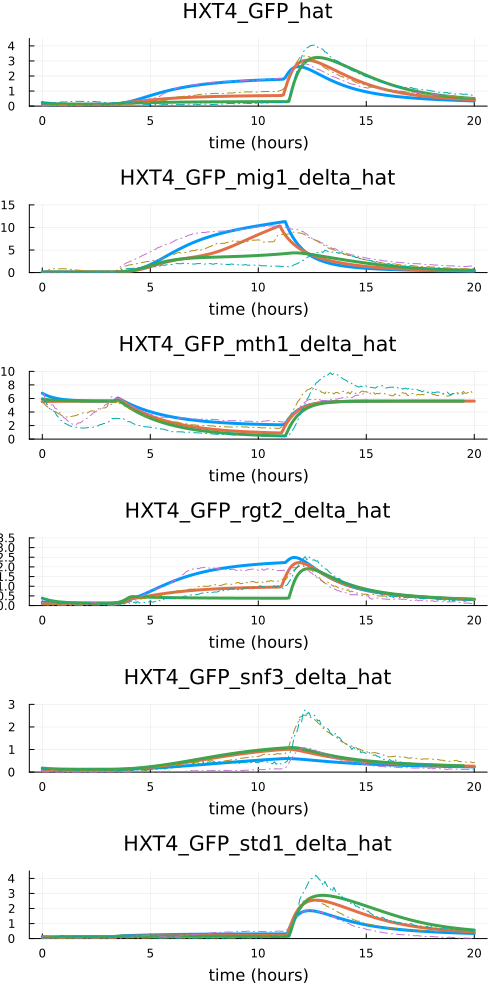 HXT4_GFP_hat
4
3
2
1
0
0 5 10 15 20
time (hours)
HXT4_GFP_mig1_delta_hat
15
10
5
0
0 5 10 15 20
time (hours)
HXT4_GFP_mth1_delta_hat
10
8
6
4
2
0
0 5 10 15 20
time (hours)
HXT4_GFP_rgt2_delta_hat
3.5
3.0
2.5
2.0
1.5
1.0
0.5
0.0
0 5 10 15 20
time (hours)
HXT4_GFP_snf3_delta_hat
3
2
1
0
0 5 10 15 20
time (hours)
HXT4_GFP_std1_delta_hat
4
3
2
1
0
0 5 10 15 20
time (hours)